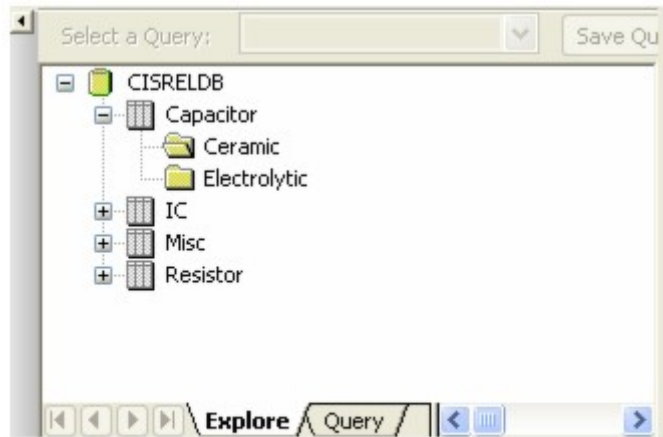 Select a Query:
Save Qu
CISRELDB
Capacitor
Ceramic
Electrolytic
IC
Misc
Resistor
Explore
Query